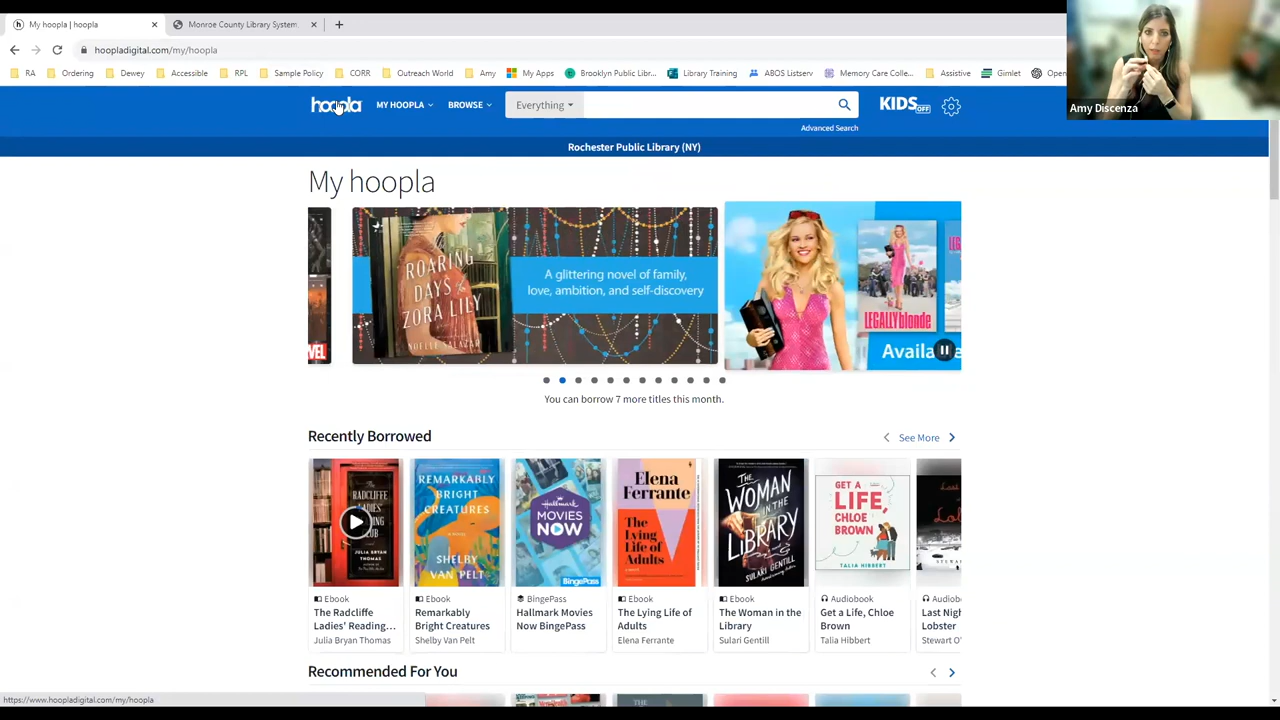 My hoopla | hoopla
Monroe County Library System
hoopladigital.com/my/hoopla
RA Ordering Dewey Accessible RPL Sample Policy CORR Outreach World Amy My Apps Brooklyn Public Libr... Library Training ABOS Listserv Memory Care Colle... Assistive Gimlet Open
Amy Discenza
hoopla MY HOOPLA BROWSE Everything KIDS OFF
Advanced Search
Rochester Public Library (NY)
My hoopla
ROARING
DAYS OF
ZORA LILY
NOELLE SALAZAR
A glittering novel of family,
love, ambition, and self-discovery
LEGALLY blonde
Availa
You can borrow 7 more titles this month.
Recently Borrowed
See More
THE
RADCLIFFE
LADIES'
CLUB
JULIA BRYAN
THOMAS
REMARKABLY
BRIGHT
CREATURES
A NOVEL
SHELBY
VAN PELT
Hallmark
MOVIES
NOW
BingePass
Elena
Ferrante
The Lying
Life of
Adults
THE
WOMAN
IN THE
LIBRARY
SULARI GENTILL
GET A
LIFE,
CHLOE
BROWN
TALIA HIBBERT
Ebook
The Radcliffe
Ladies' Reading...
Julia Bryan Thomas
Ebook
Remarkably
Bright Creatures
Shelby Van Pelt
BingePass
Hallmark Movies
Now BingePass
Ebook
The Lying Life of
Adults
Elena Ferrante
Ebook
The Woman in the
Library
Sulari Gentill
Audiobook
Get a Life, Chloe
Brown
Talia Hibbert
Audiob
Last Nigh
Lobster
Stewart O'
Recommended For You
https://www.hoopladigital.com/my/hoopla